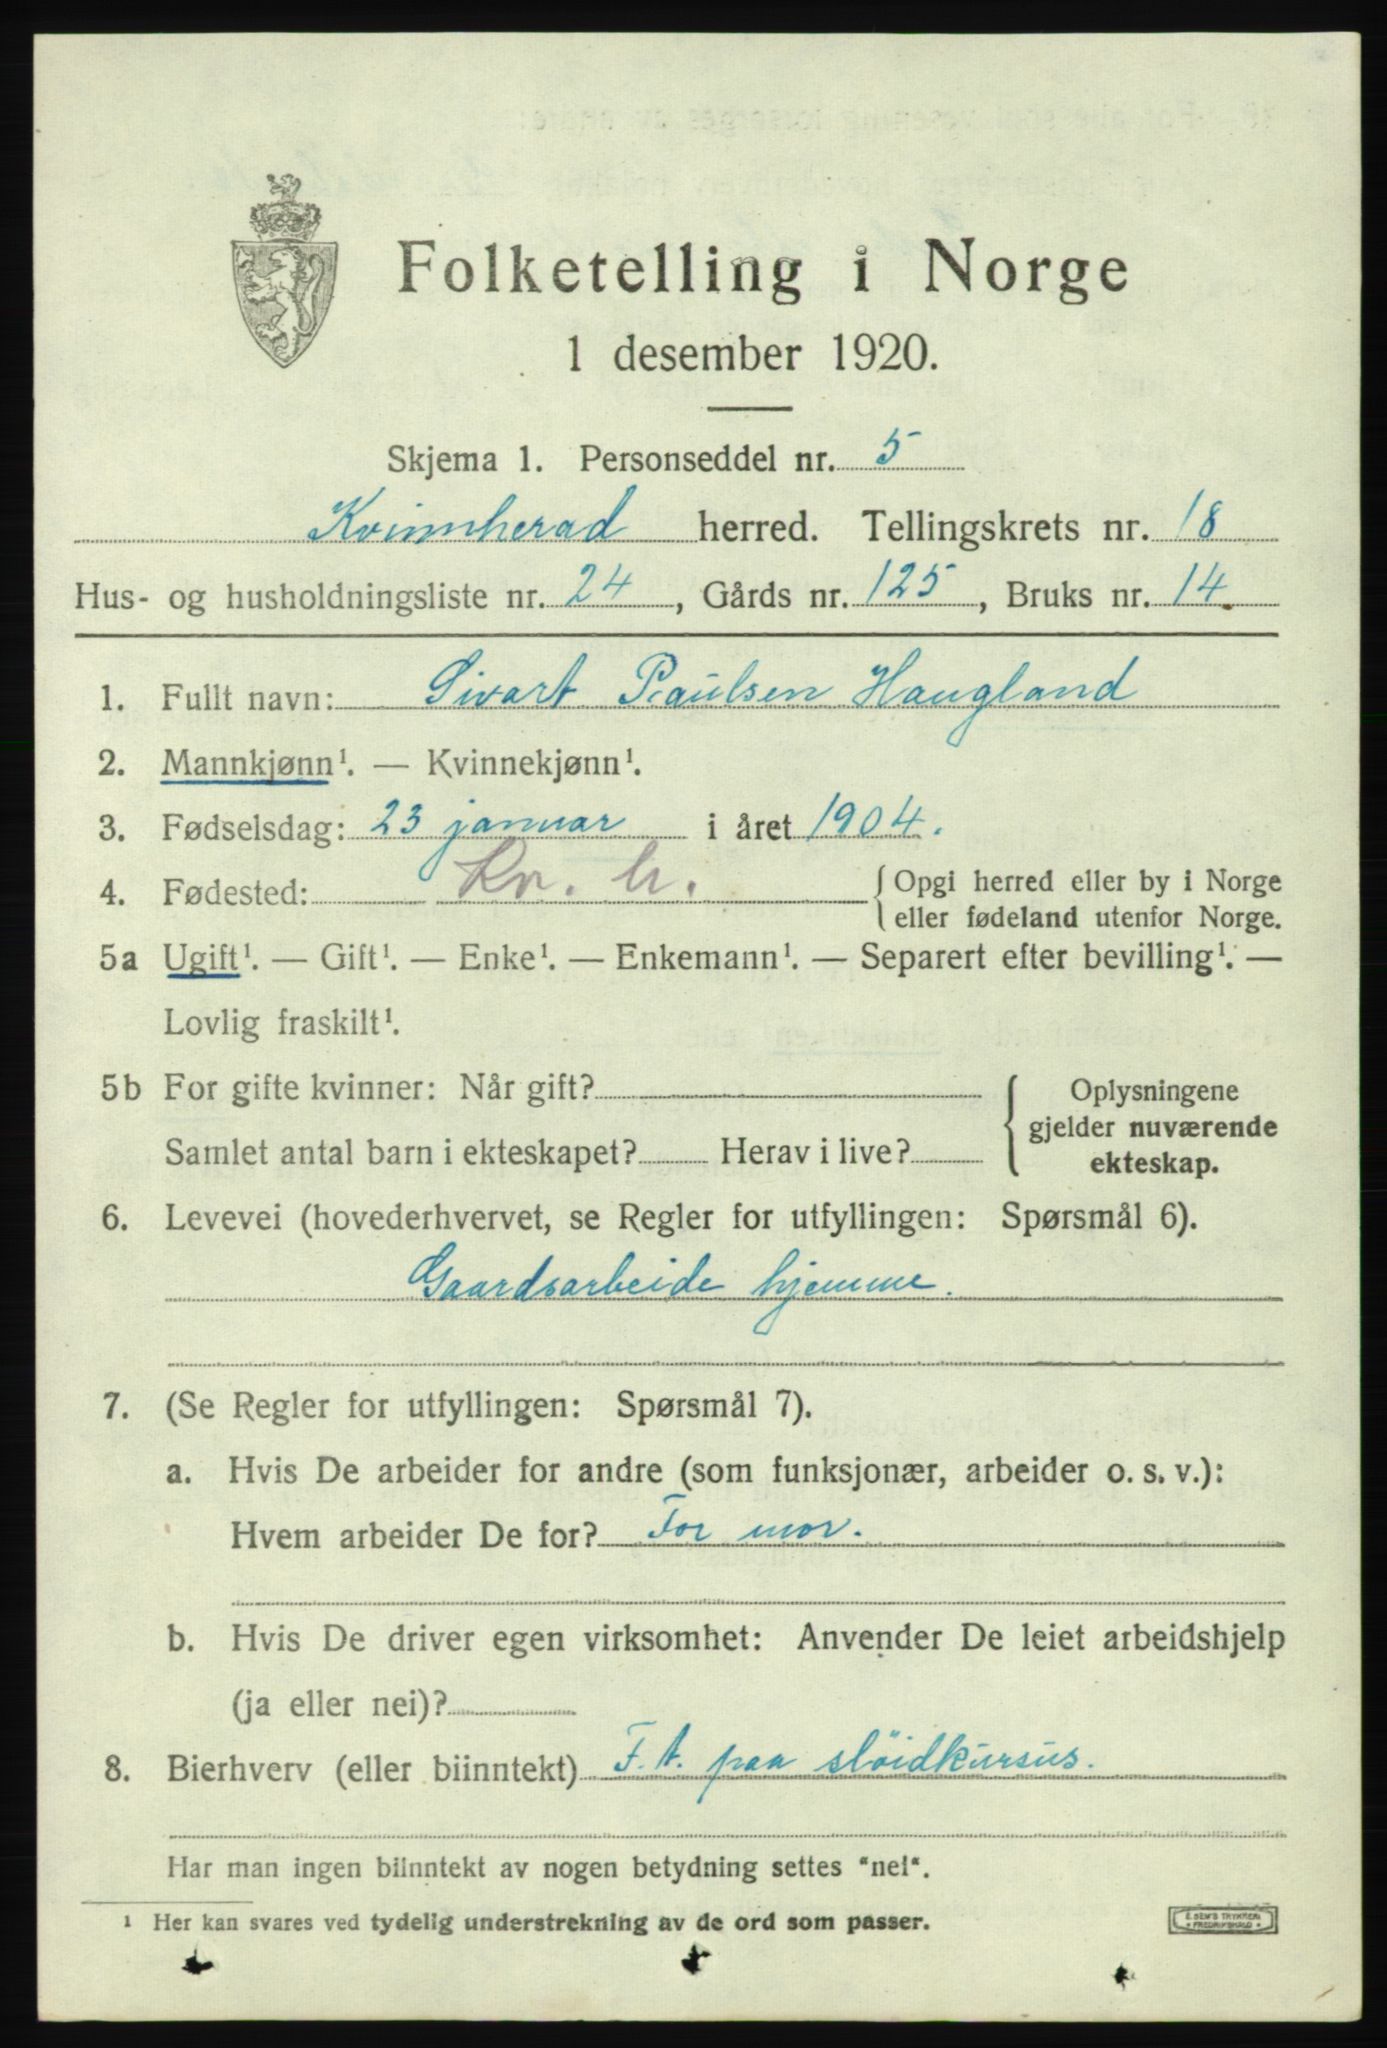 Folketelling i Norge
1 desember 1920.
Skjema 1. Personseddel nr. 5
Kvinnherad herred. Tellingskrets nr. 18
Hus- og husholdningsliste nr. 24, Gårds nr. 125, Bruks nr. 14.
1. Fullt navn: Sivart Paulsen Haugland
2. Mannkjønn¹. — Kvinnekjønn¹.
3. Fødselsdag: 23 januar i året 1904.
4. Fødested: Kv. h. { Opgi herred eller by i Norge
eller fødeland utenfor Norge.
5a Ugift¹. — Gift¹. — Enke¹. — Enkemann¹. — Separert efter bevilling¹. —
Lovlig fraskilt¹.
5b For gifte kvinner: Når gift? { Oplysningene
gjelder nuværende
Samlet antal barn i ekteskapet? Herav i live?
ekteskap.
6. Levevei (hovederhvervet, se Regler for utfyllingen: Spørsmål 6).
Gaardsarbeide hjemme.
7. (Se Regler for utfyllingen: Spørsmål 7).
a. Hvis De arbeider for andre (som funksjonær, arbeider o. s. v.):
Hvem arbeider De for? For mor.
b. Hvis De driver egen virksomhet: Anvender De leiet arbeidshjelp
(ja eller nei)?
8. Bierhverv (eller biinntekt) F. t. paa slöidkursus.
Har man ingen biinntekt av nogen betydning settes "nei".
¹ Her kan svares ved tydelig understrekning av de ord som passer.
E. SEM'S TRYKKERI
FREDRIKSHALD